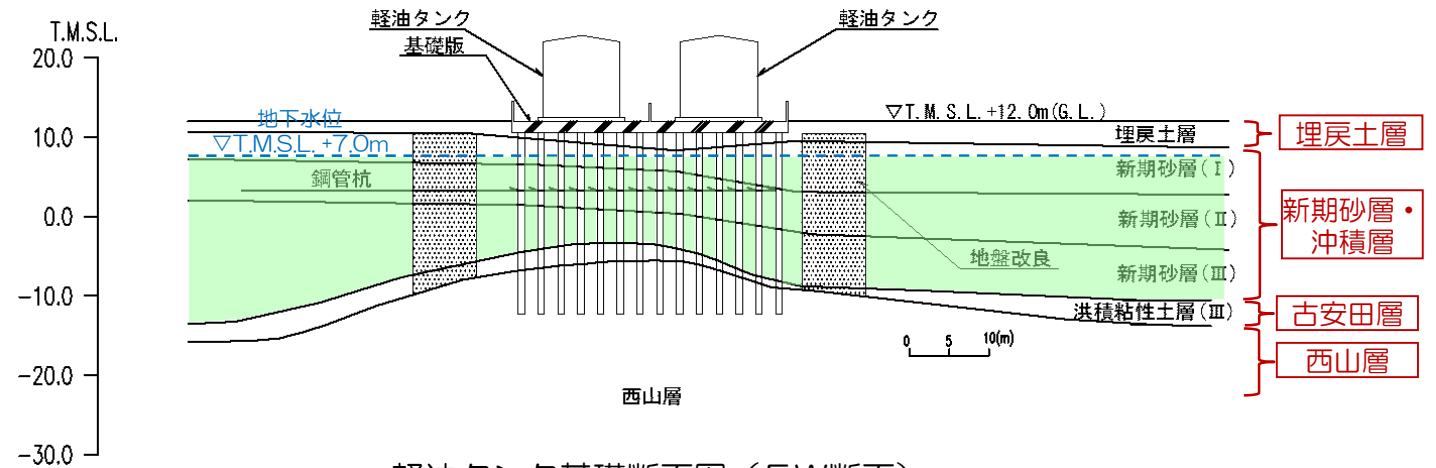 T.M.S.L.
軽油タンク
軽油タンク
基礎版
20.0
▽T.M.S.L.+12.0m(G.L.)
地下水位
埋戻土層
埋戻土層
10.0
▽T.M.S.L. +7.0m
新期砂層(Ⅰ)
鋼管杭
新期砂層・
沖積層
0.0
新期砂層(Ⅱ)
地盤改良
新期砂層(Ⅲ)
-10.0
洪積粘性土層(Ⅲ)
古安田層
0 5 10(m)
西山層
-20.0
西山層
-30.0